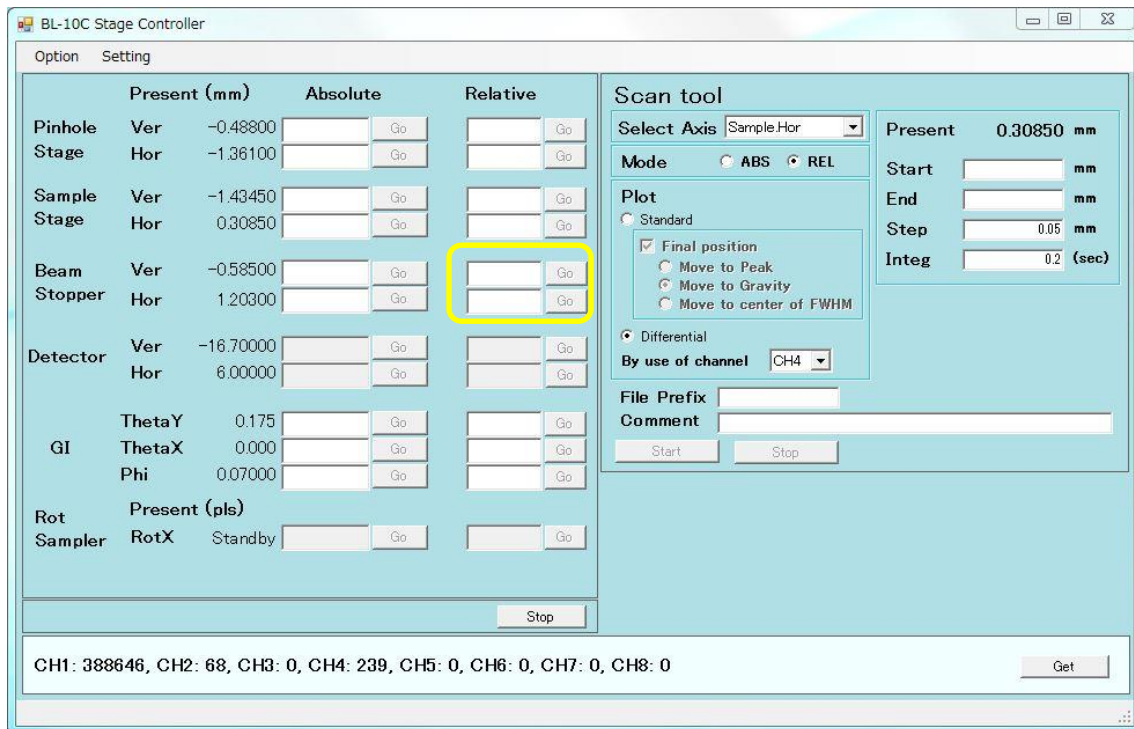 BL-10C Stage Controller
Option Setting
Present (mm) Absolute Relative
Pinhole Stage
Ver -0.48800 Go Go
Hor -1.36100 Go Go
Sample Stage
Ver -1.43450 Go Go
Hor 0.30850 Go Go
Beam Stopper
Ver -0.58500 Go Go
Hor 1.20300 Go Go
Detector
Ver -16.70000 Go Go
Hor 6.00000 Go Go
GI
ThetaY 0.175 Go Go
ThetaX 0.000 Go Go
Phi 0.07000 Go Go
Present (pls)
Rot Sampler
RotX Standby Go Go
Stop
Scan tool
Select Axis Sample.Hor
Mode ABS REL
Plot
Standard
Final position
Move to Peak
Move to Gravity
Move to center of FWHM
Differential
By use of channel CH4
Present 0.30850 mm
Start mm
End mm
Step 0.05 mm
Integ 0.2 (sec)
File Prefix
Comment
Start Stop
CH1: 388646, CH2: 68, CH3: 0, CH4: 239, CH5: 0, CH6: 0, CH7: 0, CH8: 0
Get